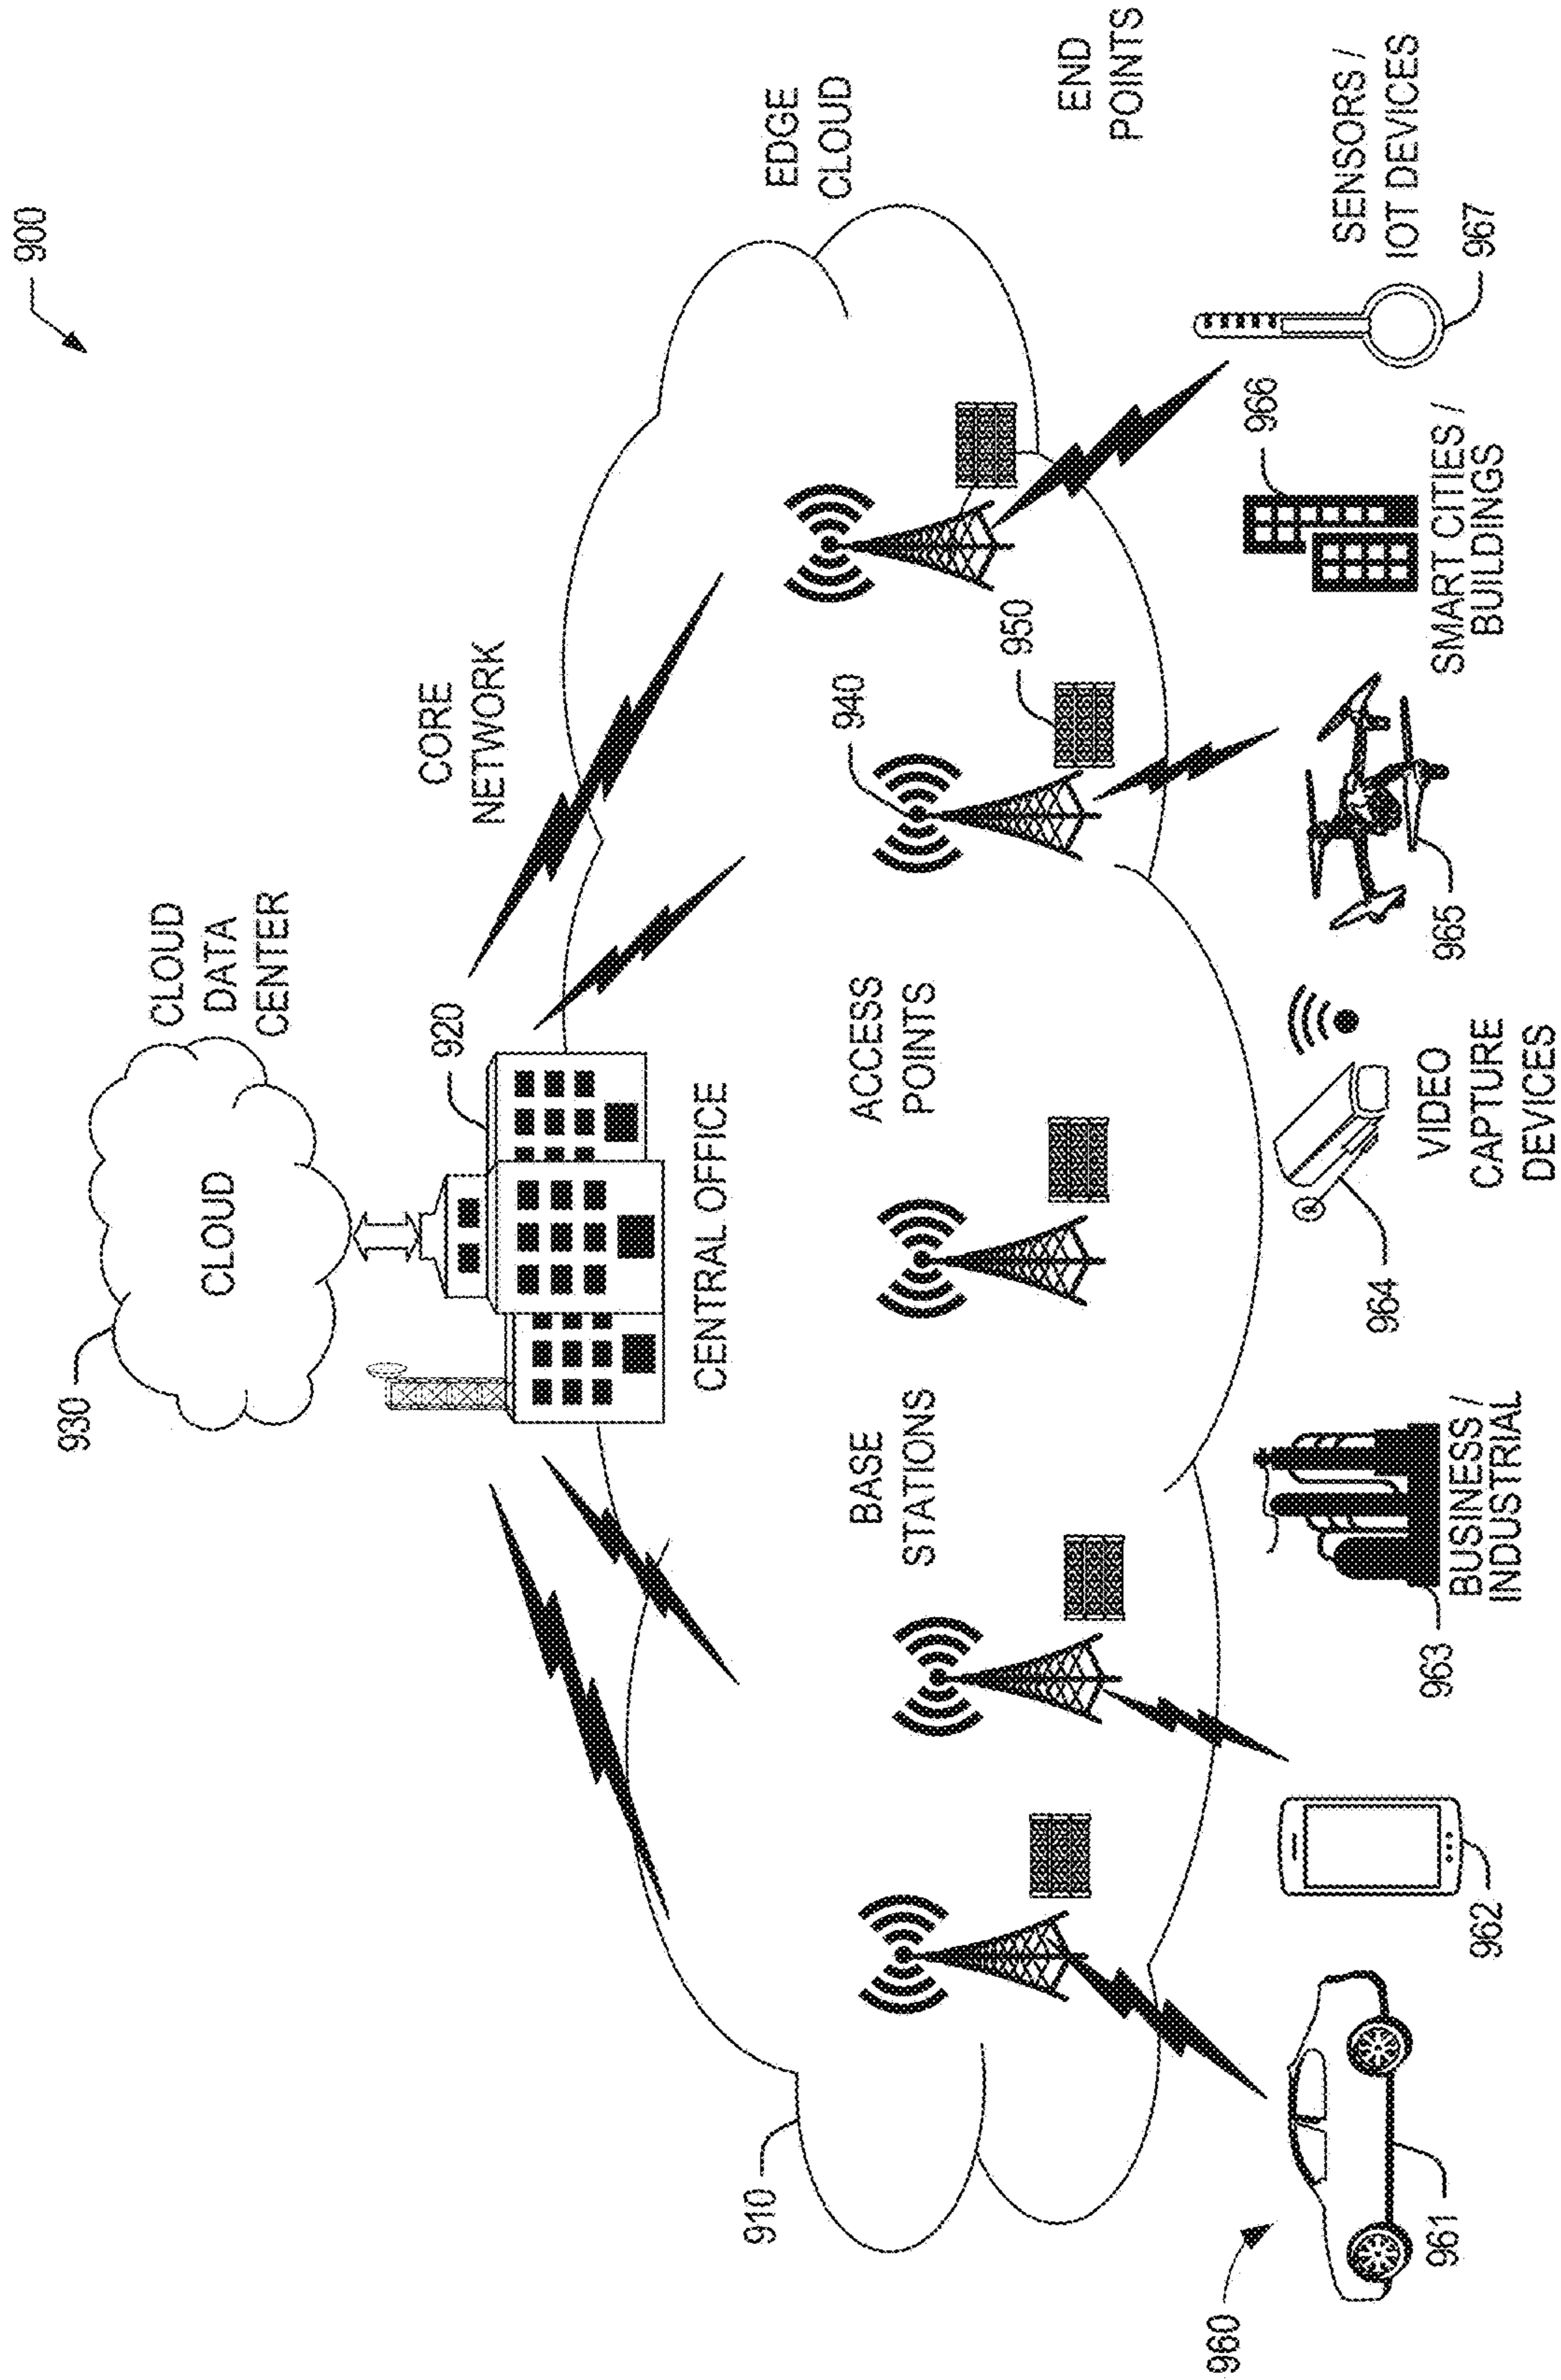 900
CLOUD
DATA
CENTER
930
CLOUD
920
CORE
NETWORK
CENTRAL OFFICE
EDGE
CLOUD
910
BASE
STATIONS
ACCESS
POINTS
940
950
END
POINTS
960
961
962
963
BUSINESS /
INDUSTRIAL
964
VIDEO
CAPTURE
DEVICES
965
966
SMART CITIES /
BUILDINGS
SENSORS /
IOT DEVICES
967